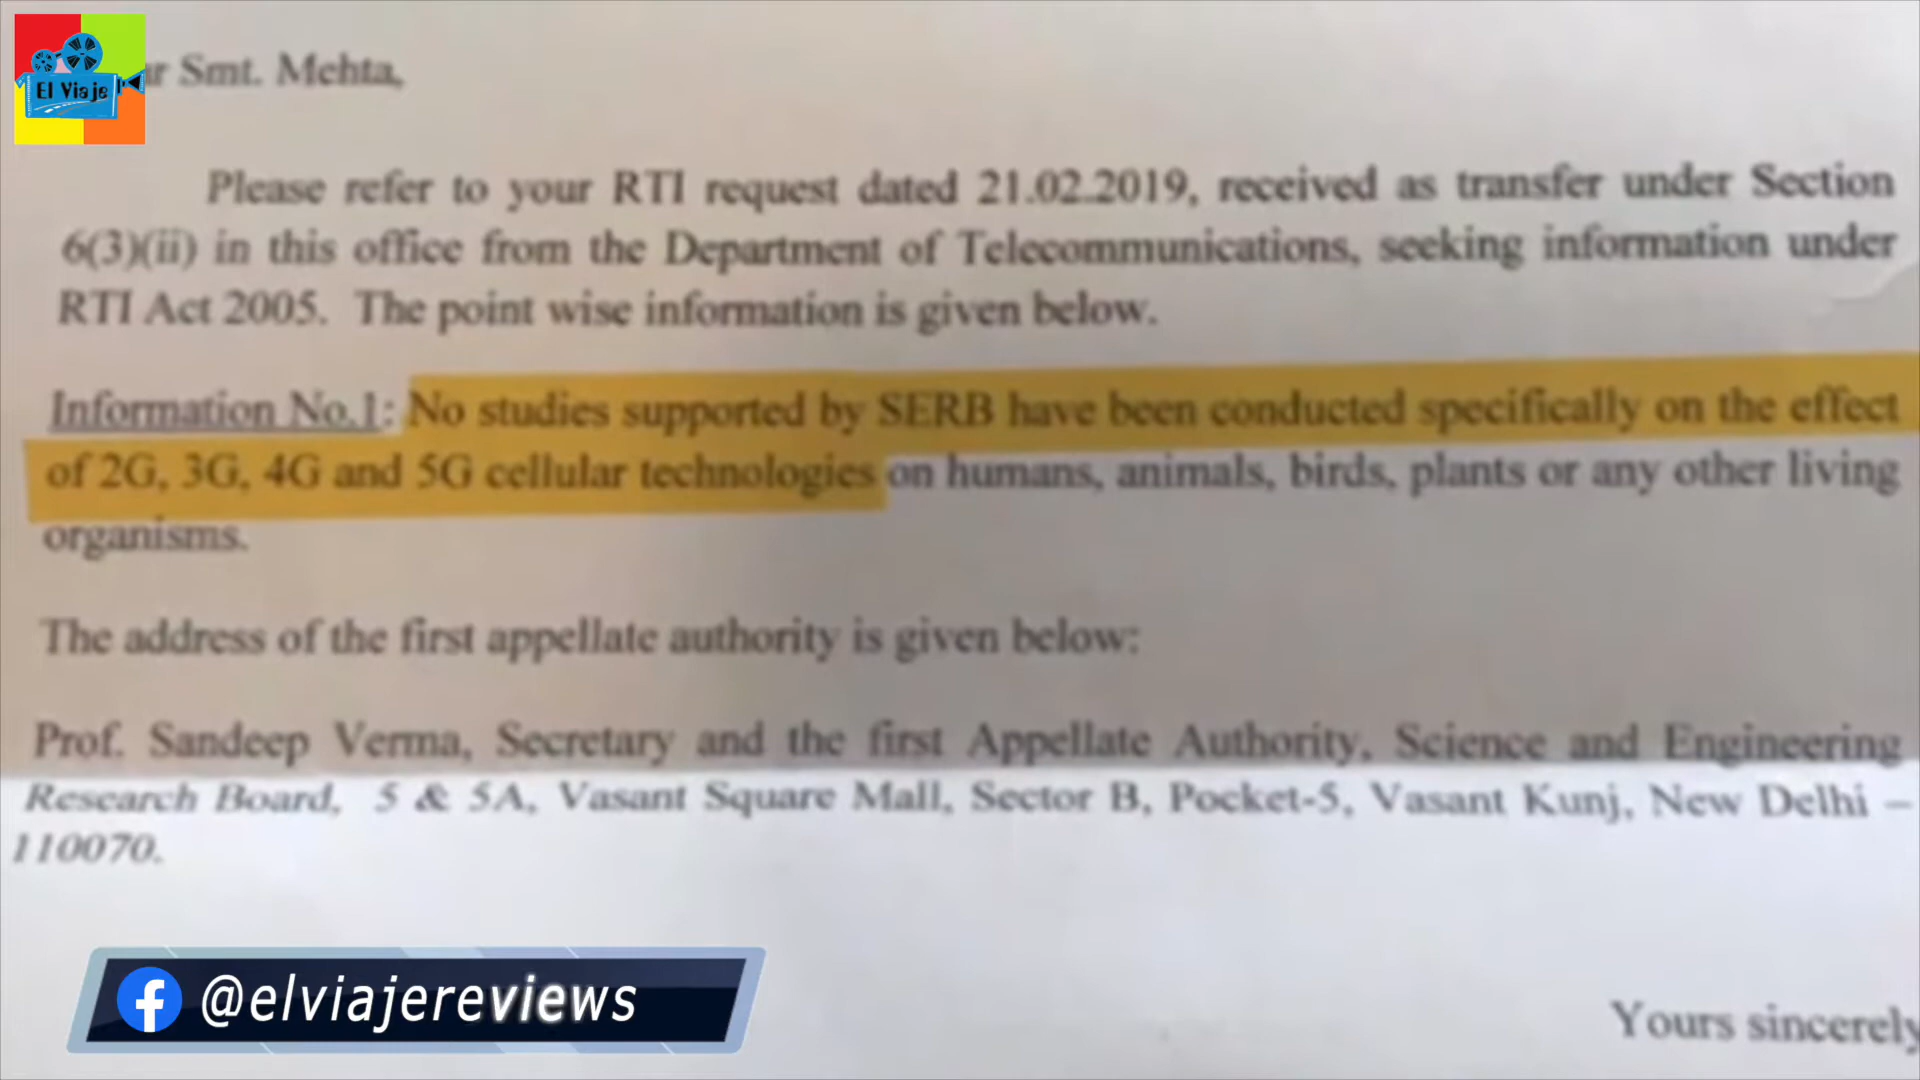 El Viaje
ar Smt. Mehta,
Please refer to your RTI request dated 21.02.2019, received as transfer under Section
6(3)(ii) in this office from the Department of Telecommunications, seeking information under
RTI Act 2005. The point wise information is given below.
Information No.1: No studies supported by SERB have been conducted specifically on the effect
of 2G, 3G, 4G and 5G cellular technologies on humans, animals, birds, plants or any other living
organisms.
The address of the first appellate authority is given below:
Prof. Sandeep Verma, Secretary and the first Appellate Authority, Science and Engineering
Research Board, 5 & 5A, Vasant Square Mall, Sector B, Pocket-5, Vasant Kunj, New Delhi –
110070.
@elviajereviews
Yours sincerely